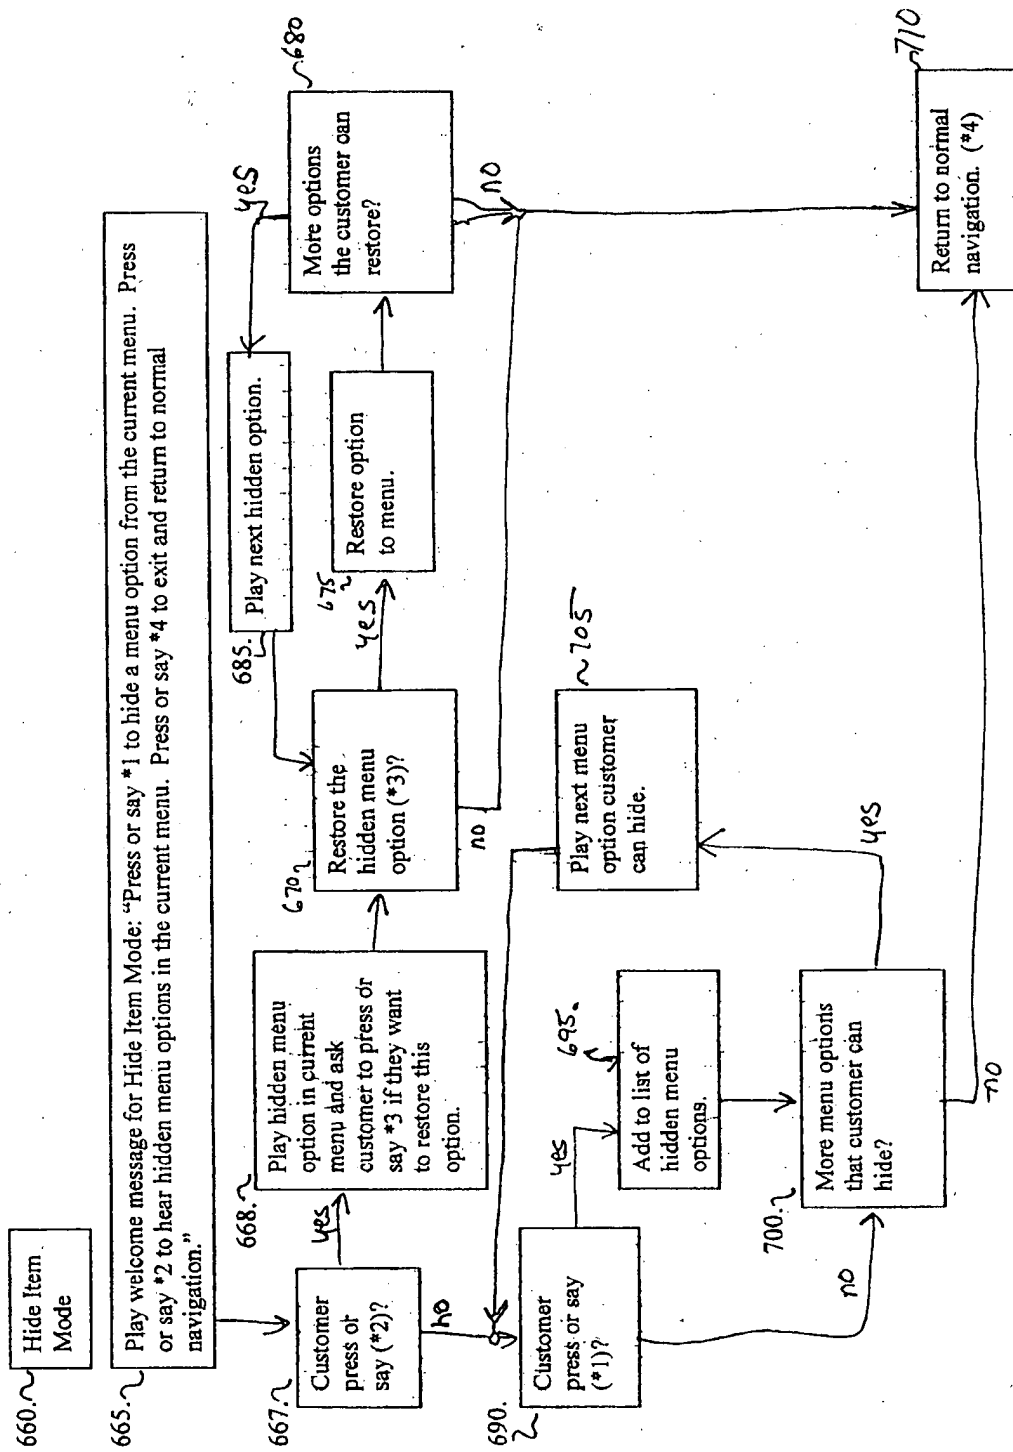 660.
Hide Item
Mode
665.
Play welcome message for Hide Item Mode: “Press or say *1 to hide a menu option from the current menu. Press
or say *2 to hear hidden menu options in the current menu. Press or say *4 to exit and return to normal
navigation.”
667.
Customer
press or
say (*2)?
yes
no
668.
Play hidden menu
option in current
menu and ask
customer to press or
say *3 if they want
to restore this
option.
670
Restore the
hidden menu
option (*3)?
yes
no
675
Restore option
to menu.
680
More options
the customer can
restore?
yes
no
685.
Play next hidden option.
690.
Customer
press or say
(*1)?
yes
no
695.
Add to list of
hidden menu
options.
700.
More menu options
that customer can
hide?
yes
no
705
Play next menu
option customer
can hide.
710
Return to normal
navigation. (*4)